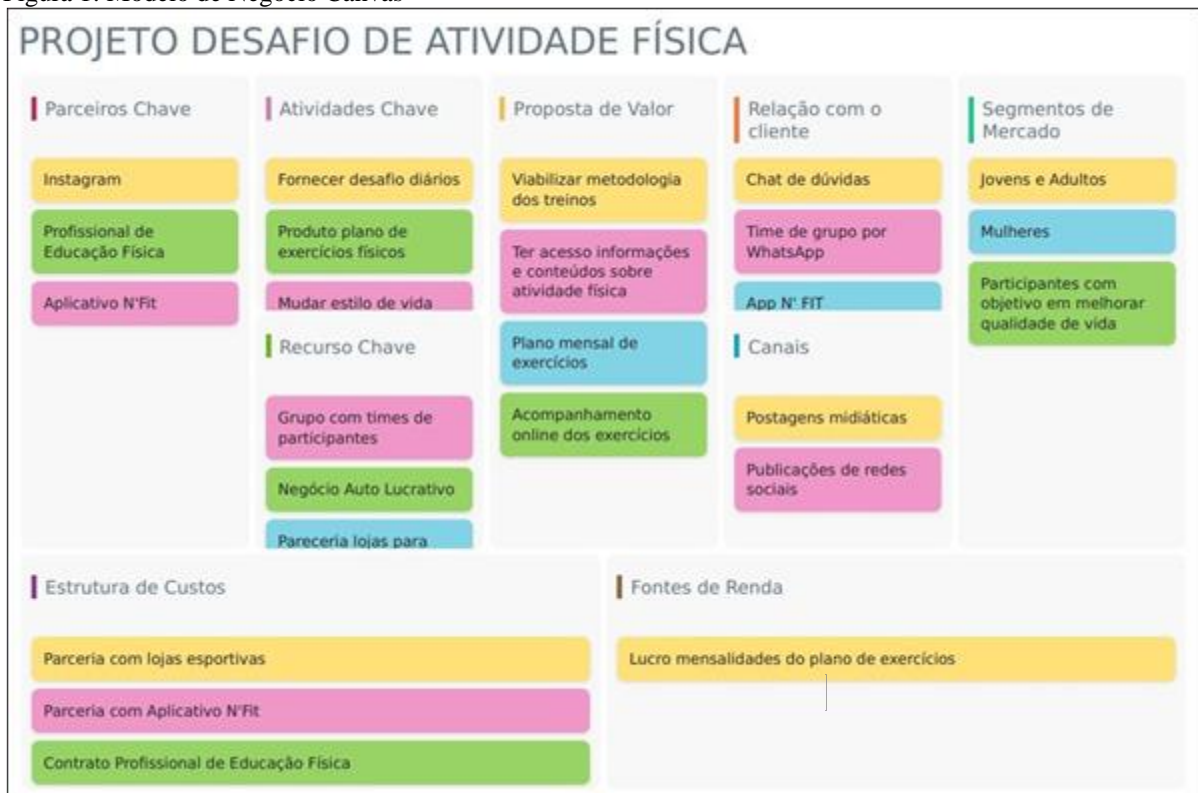 Figura 1. Modelo de Negócio Canvas
PROJETO DESAFIO DE ATIVIDADE FÍSICA
Parceiros Chave
Instagram
Profissional de
Educação Física
Aplicativo N'Fit
Atividades Chave
Fornecer desafio diários
Produto plano de
exercícios físicos
Mudar estilo de vida
Recurso Chave
Grupo com times de
participantes
Negócio Auto Lucrativo
Pareceria lojas para
Proposta de Valor
Viabilizar metodologia
dos treinos
Ter acesso informações
e conteúdos sobre
atividade física
Plano mensal de
exercícios
Acompanhamento
online dos exercícios
Relação com o
cliente
Chat de dúvidas
Time de grupo por
WhatsApp
App N' FIT
Canais
Postagens midiáticas
Publicações de redes
sociais
Segmentos de
Mercado
Jovens e Adultos
Mulheres
Participantes com
objetivo em melhorar
qualidade de vida
Estrutura de Custos
Parceria com lojas esportivas
Parceria com Aplicativo N'Fit
Contrato Profissional de Educação Física
Fontes de Renda
Lucro mensalidades do plano de exercícios